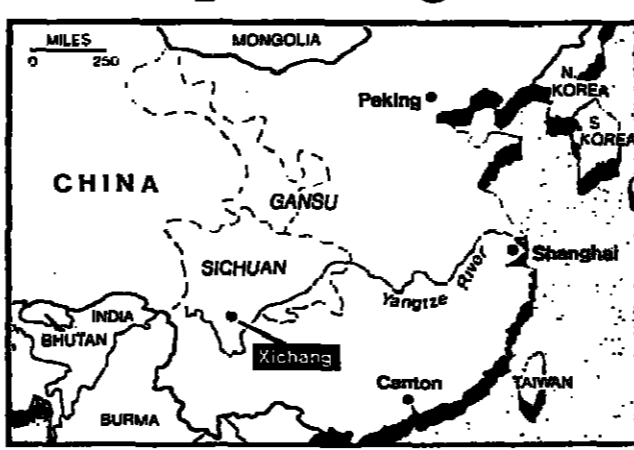 MILES
0 250
MONGOLIA
Peking
N.
KOREA
S
KOREA
CHINA
GANSU
SICHUAN
Shanghai
Yangtze River
INDIA
BHUTAN
Xichang
BURMA
Canton
TAIWAN